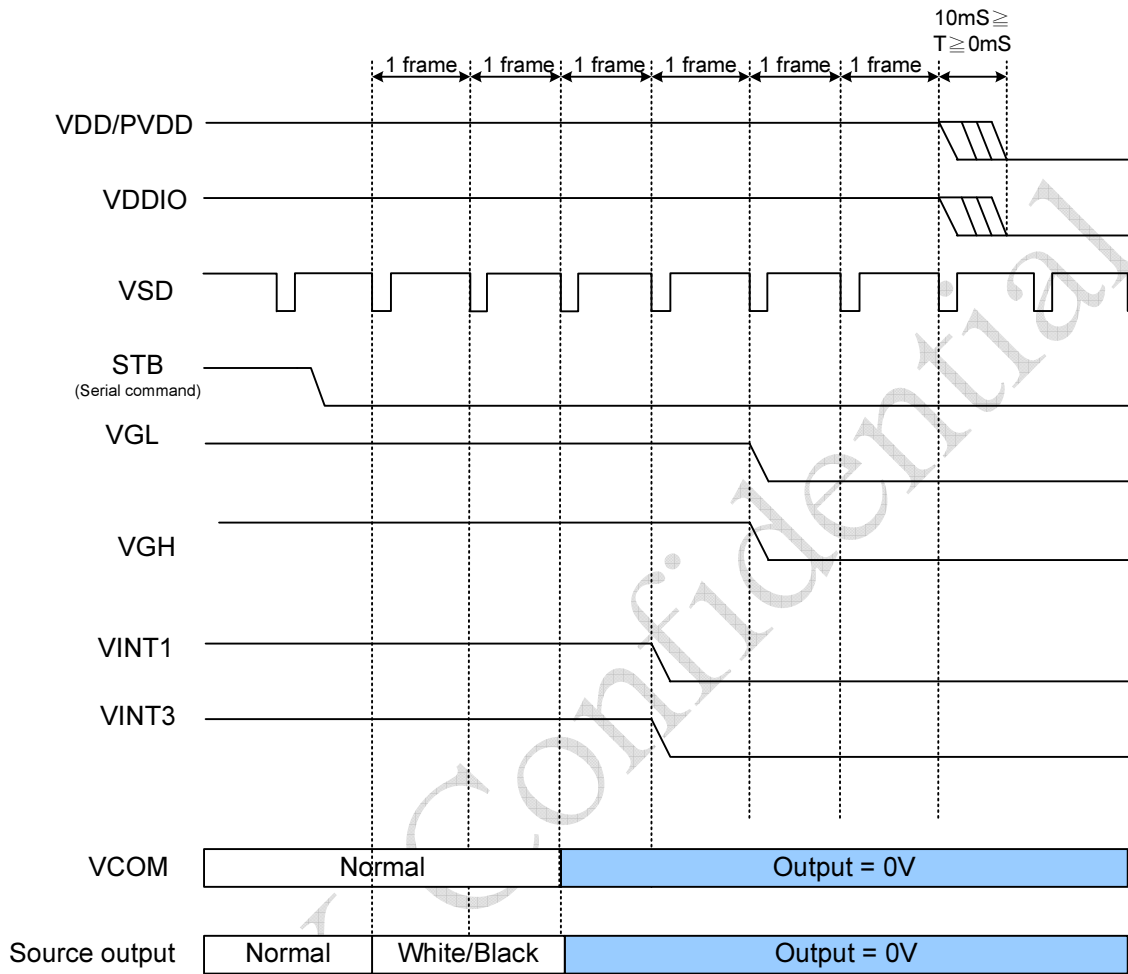 10mS≧
T≧0mS
1 frame 1 frame 1 frame 1 frame 1 frame 1 frame
VDD/PVDD
VDDIO
VSD
STB
(Serial command)
VGL
VGH
VINT1
VINT3
VCOM Normal Output = 0V
Source output Normal White/Black Output = 0V
Confidential